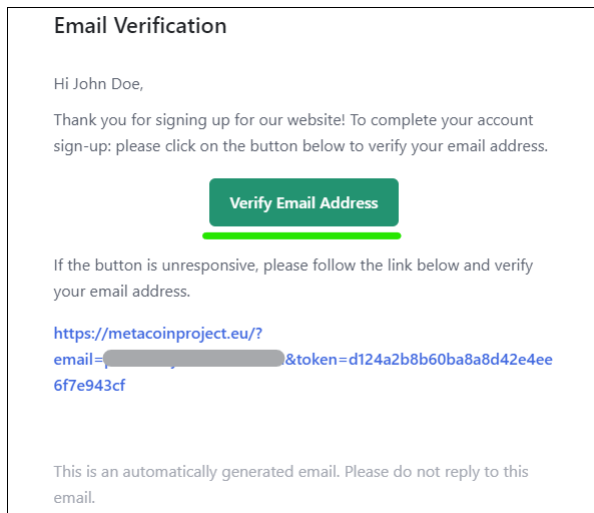 Email Verification
Hi John Doe,
Thank you for signing up for our website! To complete your account
sign-up: please click on the button below to verify your email address.
Verify Email Address
If the button is unresponsive, please follow the link below and verify
your email address.
https://metacoinproject.eu/?
email= &token=d124a2b8b60ba8a8d42e4ee
6f7e943cf
This is an automatically generated email. Please do not reply to this
email.